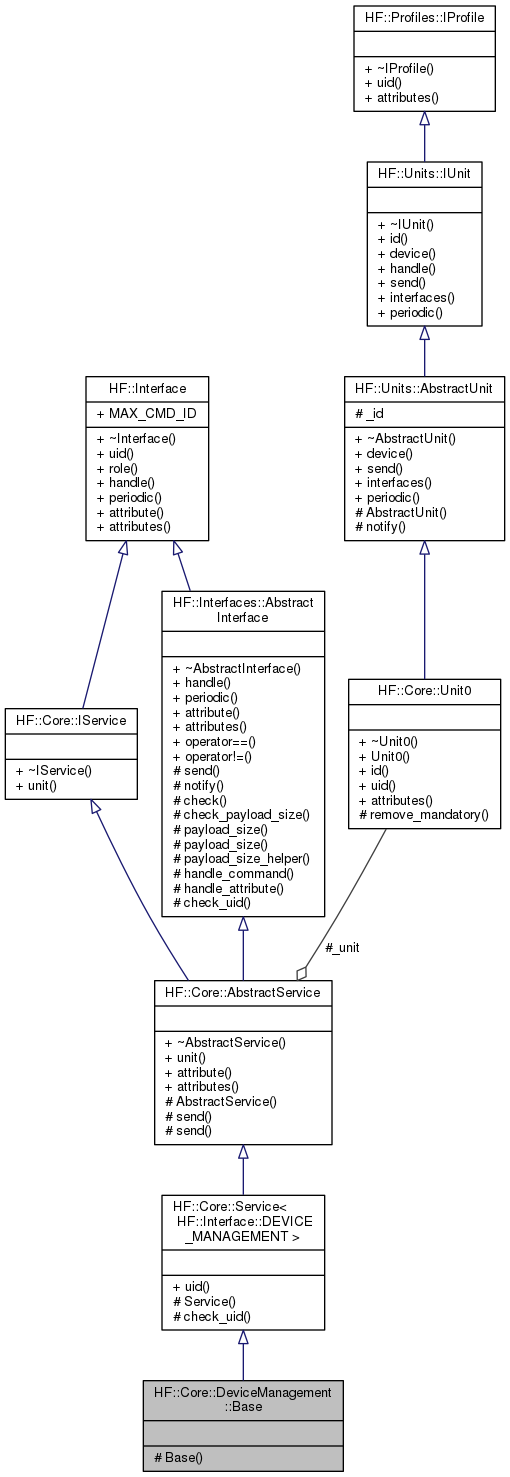 HF::Profiles::IProfile
+ ~IProfile()
+ uid()
+ attributes()
HF::Units::IUnit
+ ~IUnit()
+ id()
+ device()
+ handle()
+ send()
+ interfaces()
+ periodic()
HF::Interface
+ MAX_CMD_ID
+ ~Interface()
+ uid()
+ role()
+ handle()
+ periodic()
+ attribute()
+ attributes()
HF::Units::AbstractUnit
# _id
+ ~AbstractUnit()
+ device()
+ send()
+ interfaces()
+ periodic()
# AbstractUnit()
# notify()
HF::Interfaces::Abstract
Interface
+ ~AbstractInterface()
+ handle()
+ periodic()
+ attribute()
+ attributes()
+ operator==()
+ operator!=()
# send()
# notify()
# check()
# check_payload_size()
# payload_size()
# payload_size()
# payload_size_helper()
# handle_command()
# handle_attribute()
# check_uid()
HF::Core::IService
+ ~IService()
+ unit()
HF::Core::Unit0
+ ~Unit0()
+ Unit0()
+ id()
+ uid()
+ attributes()
# remove_mandatory()
#_unit
HF::Core::AbstractService
+ ~AbstractService()
+ unit()
+ attribute()
+ attributes()
# AbstractService()
# send()
# send()
HF::Core::Service<
HF::Interface::DEVICE
_MANAGEMENT >
+ uid()
# Service()
# check_uid()
HF::Core::DeviceManagement
::Base
# Base()